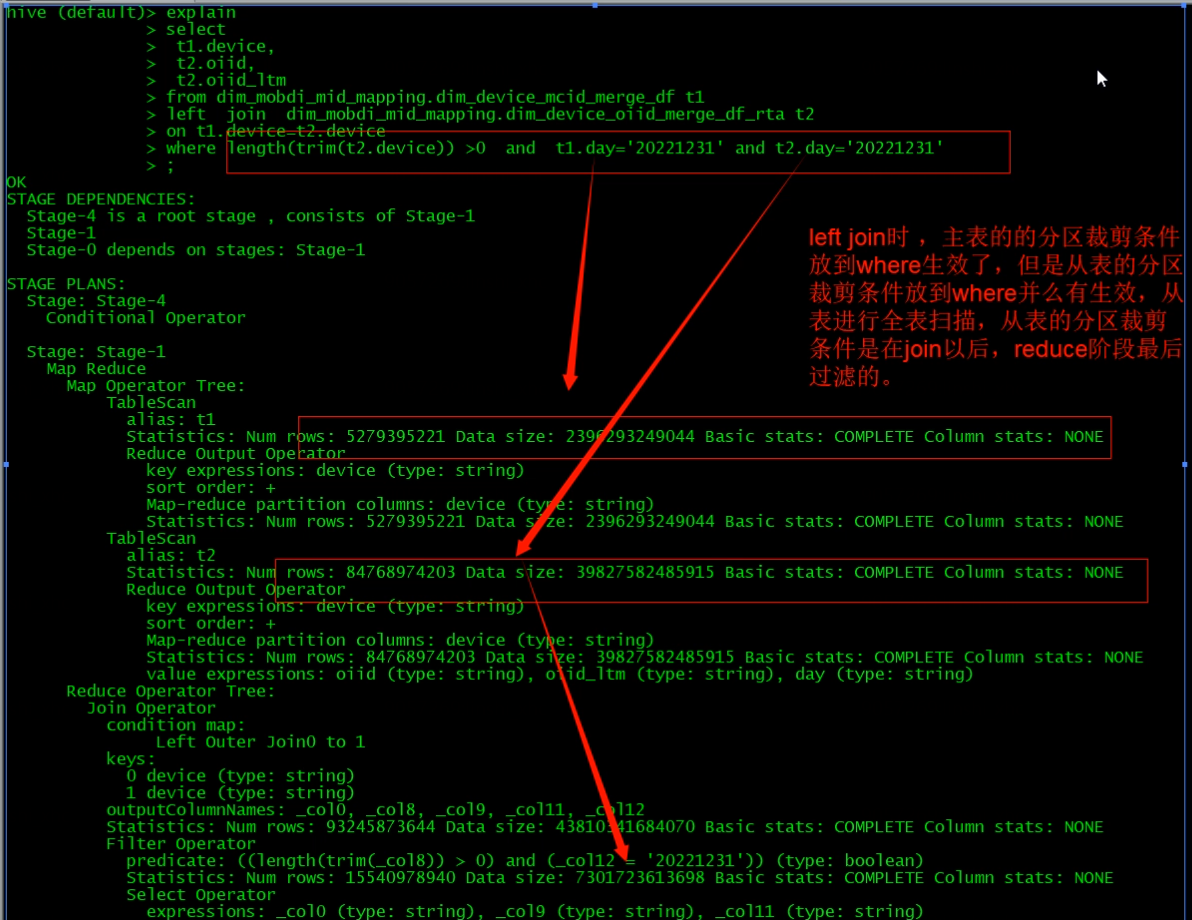 hive (default)> explain
> select
> t1.device,
> t2.oiid,
> t2.oiid_ltm
> from dim_mobdi_mid_mapping.dim_device_mcid_merge_df t1
> left join dim_mobdi_mid_mapping.dim_device_oiid_merge_df_rta t2
> on t1.device=t2.device
> where length(trim(t2.device)) >0 and t1.day='20221231' and t2.day='20221231'
> ;
OK
STAGE DEPENDENCIES:
Stage-4 is a root stage , consists of Stage-1
Stage-1
Stage-0 depends on stages: Stage-1
left join时，主表的的分区裁剪条件
放到where生效了，但是从表的分区
裁剪条件放到where并么有生效，从
表进行全表扫描，从表的分区裁剪
条件是在join以后，reduce阶段最后
过滤的。
STAGE PLANS:
Stage: Stage-4
Conditional Operator
Stage: Stage-1
Map Reduce
Map Operator Tree:
TableScan
alias: t1
Statistics: Num rows: 5279395221 Data size: 2396293249044 Basic stats: COMPLETE Column stats: NONE
Reduce Output Operator
key expressions: device (type: string)
sort order: +
Map-reduce partition columns: device (type: string)
Statistics: Num rows: 5279395221 Data size: 2396293249044 Basic stats: COMPLETE Column stats: NONE
TableScan
alias: t2
Statistics: Num rows: 84768974203 Data size: 39827582485915 Basic stats: COMPLETE Column stats: NONE
Reduce Output Operator
key expressions: device (type: string)
sort order: +
Map-reduce partition columns: device (type: string)
Statistics: Num rows: 84768974203 Data size: 39827582485915 Basic stats: COMPLETE Column stats: NONE
value expressions: oiid (type: string), oiid_ltm (type: string), day (type: string)
Reduce Operator Tree:
Join Operator
condition map:
Left Outer Join0 to 1
keys:
0 device (type: string)
1 device (type: string)
outputColumnNames: _col0, _col8, _col9, _col11, _col12
Statistics: Num rows: 93245873644 Data size: 43810341684070 Basic stats: COMPLETE Column stats: NONE
Filter Operator
predicate: ((length(trim(_col8)) > 0) and (_col12 = '20221231')) (type: boolean)
Statistics: Num rows: 15540978940 Data size: 7301723613698 Basic stats: COMPLETE Column stats: NONE
Select Operator
expressions: _col0 (type: string), _col9 (type: string), _col11 (type: string)